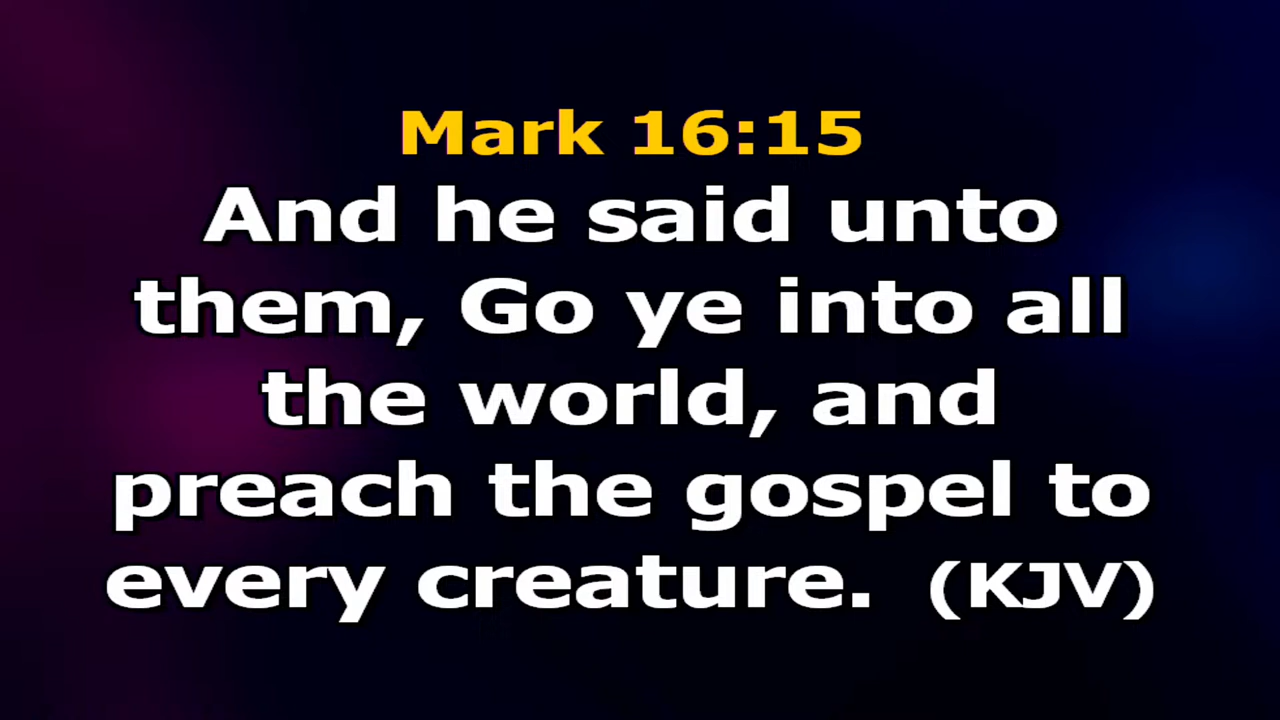 Mark 16:15
And he said unto
them, Go ye into all
the world, and
preach the gospel to
every creature. (KJV)